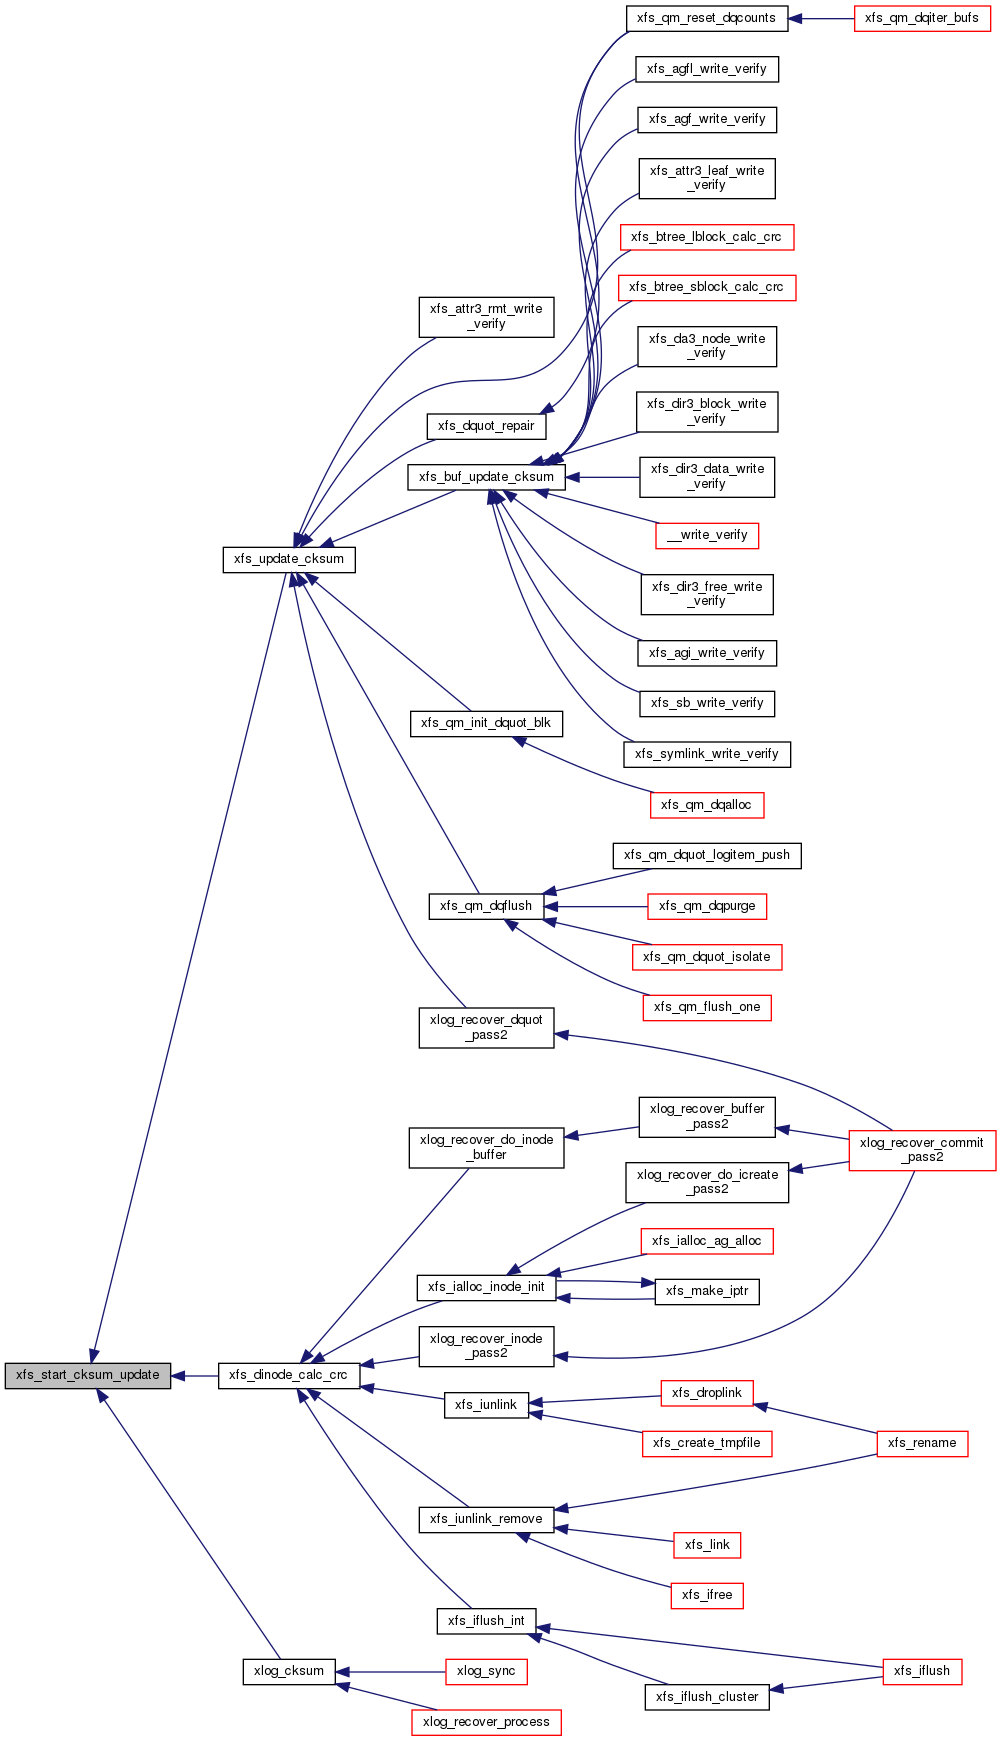 xfs_qm_reset_dqcounts
xfs_qm_dqiter_bufs
xfs_agfl_write_verify
xfs_agf_write_verify
xfs_attr3_leaf_write
_verify
xfs_btree_lblock_calc_crc
xfs_btree_sblock_calc_crc
xfs_attr3_rmt_write
_verify
xfs_da3_node_write
_verify
xfs_dir3_block_write
_verify
xfs_dquot_repair
xfs_buf_update_cksum
xfs_dir3_data_write
_verify
__write_verify
xfs_update_cksum
xfs_dir3_free_write
_verify
xfs_agi_write_verify
xfs_sb_write_verify
xfs_qm_init_dquot_blk
xfs_symlink_write_verify
xfs_qm_dqalloc
xfs_qm_dquot_logitem_push
xfs_qm_dqflush
xfs_qm_dqpurge
xfs_qm_dquot_isolate
xfs_qm_flush_one
xlog_recover_dquot
_pass2
xlog_recover_buffer
_pass2
xlog_recover_do_inode
_buffer
xlog_recover_commit
_pass2
xlog_recover_do_icreate
_pass2
xfs_ialloc_ag_alloc
xfs_ialloc_inode_init
xfs_make_iptr
xlog_recover_inode
_pass2
xfs_start_cksum_update
xfs_dinode_calc_crc
xfs_iunlink
xfs_droplink
xfs_create_tmpfile
xfs_rename
xfs_iunlink_remove
xfs_link
xfs_ifree
xfs_iflush_int
xlog_cksum
xlog_sync
xfs_iflush
xfs_iflush_cluster
xlog_recover_process